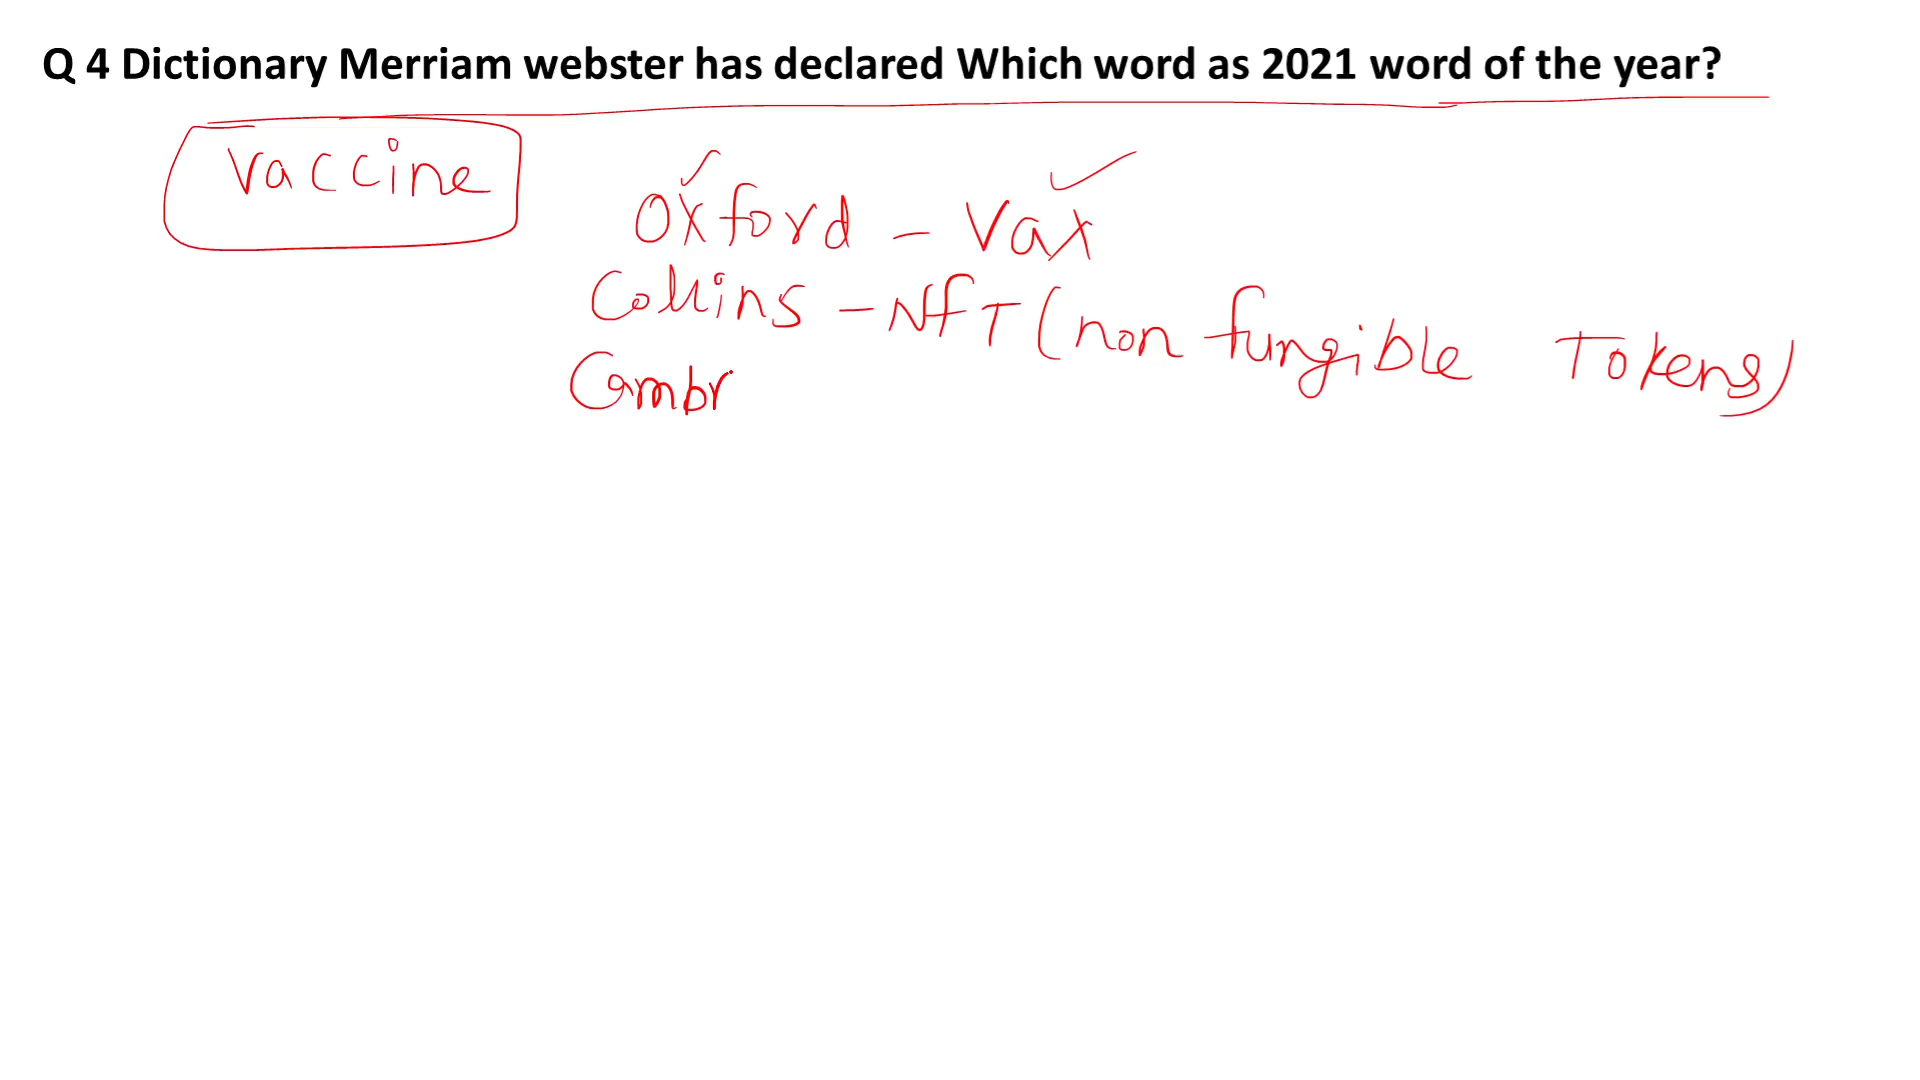 Q 4 Dictionary Merriam webster has declared Which word as 2021 word of the year?
Vaccine
Oxford - Vax
Collins - NfT (non fungible Tokens)
Cambr